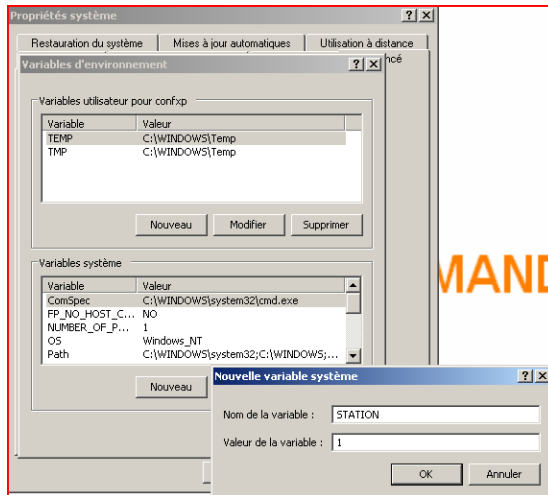 Propriétés système
Restauration du système Mises à jour automatiques Utilisation à distance
ncé
Variables d'environnement
Variables utilisateur pour confxp
Variable Valeur
TEMP C:\WINDOWS\Temp
TMP C:\WINDOWS\Temp
Nouveau Modifier Supprimer
Variables système
Variable Valeur
ComSpec C:\WINDOWS\system32\cmd.exe
FP_NO_HOST_C... NO
NUMBER_OF_P... 1
OS Windows_NT
Path C:\WINDOWS\system32;C:\WINDOWS;...
MAND
Nouveau
Nouvelle variable système
Nom de la variable : STATION
Valeur de la variable : 1
OK Annuler